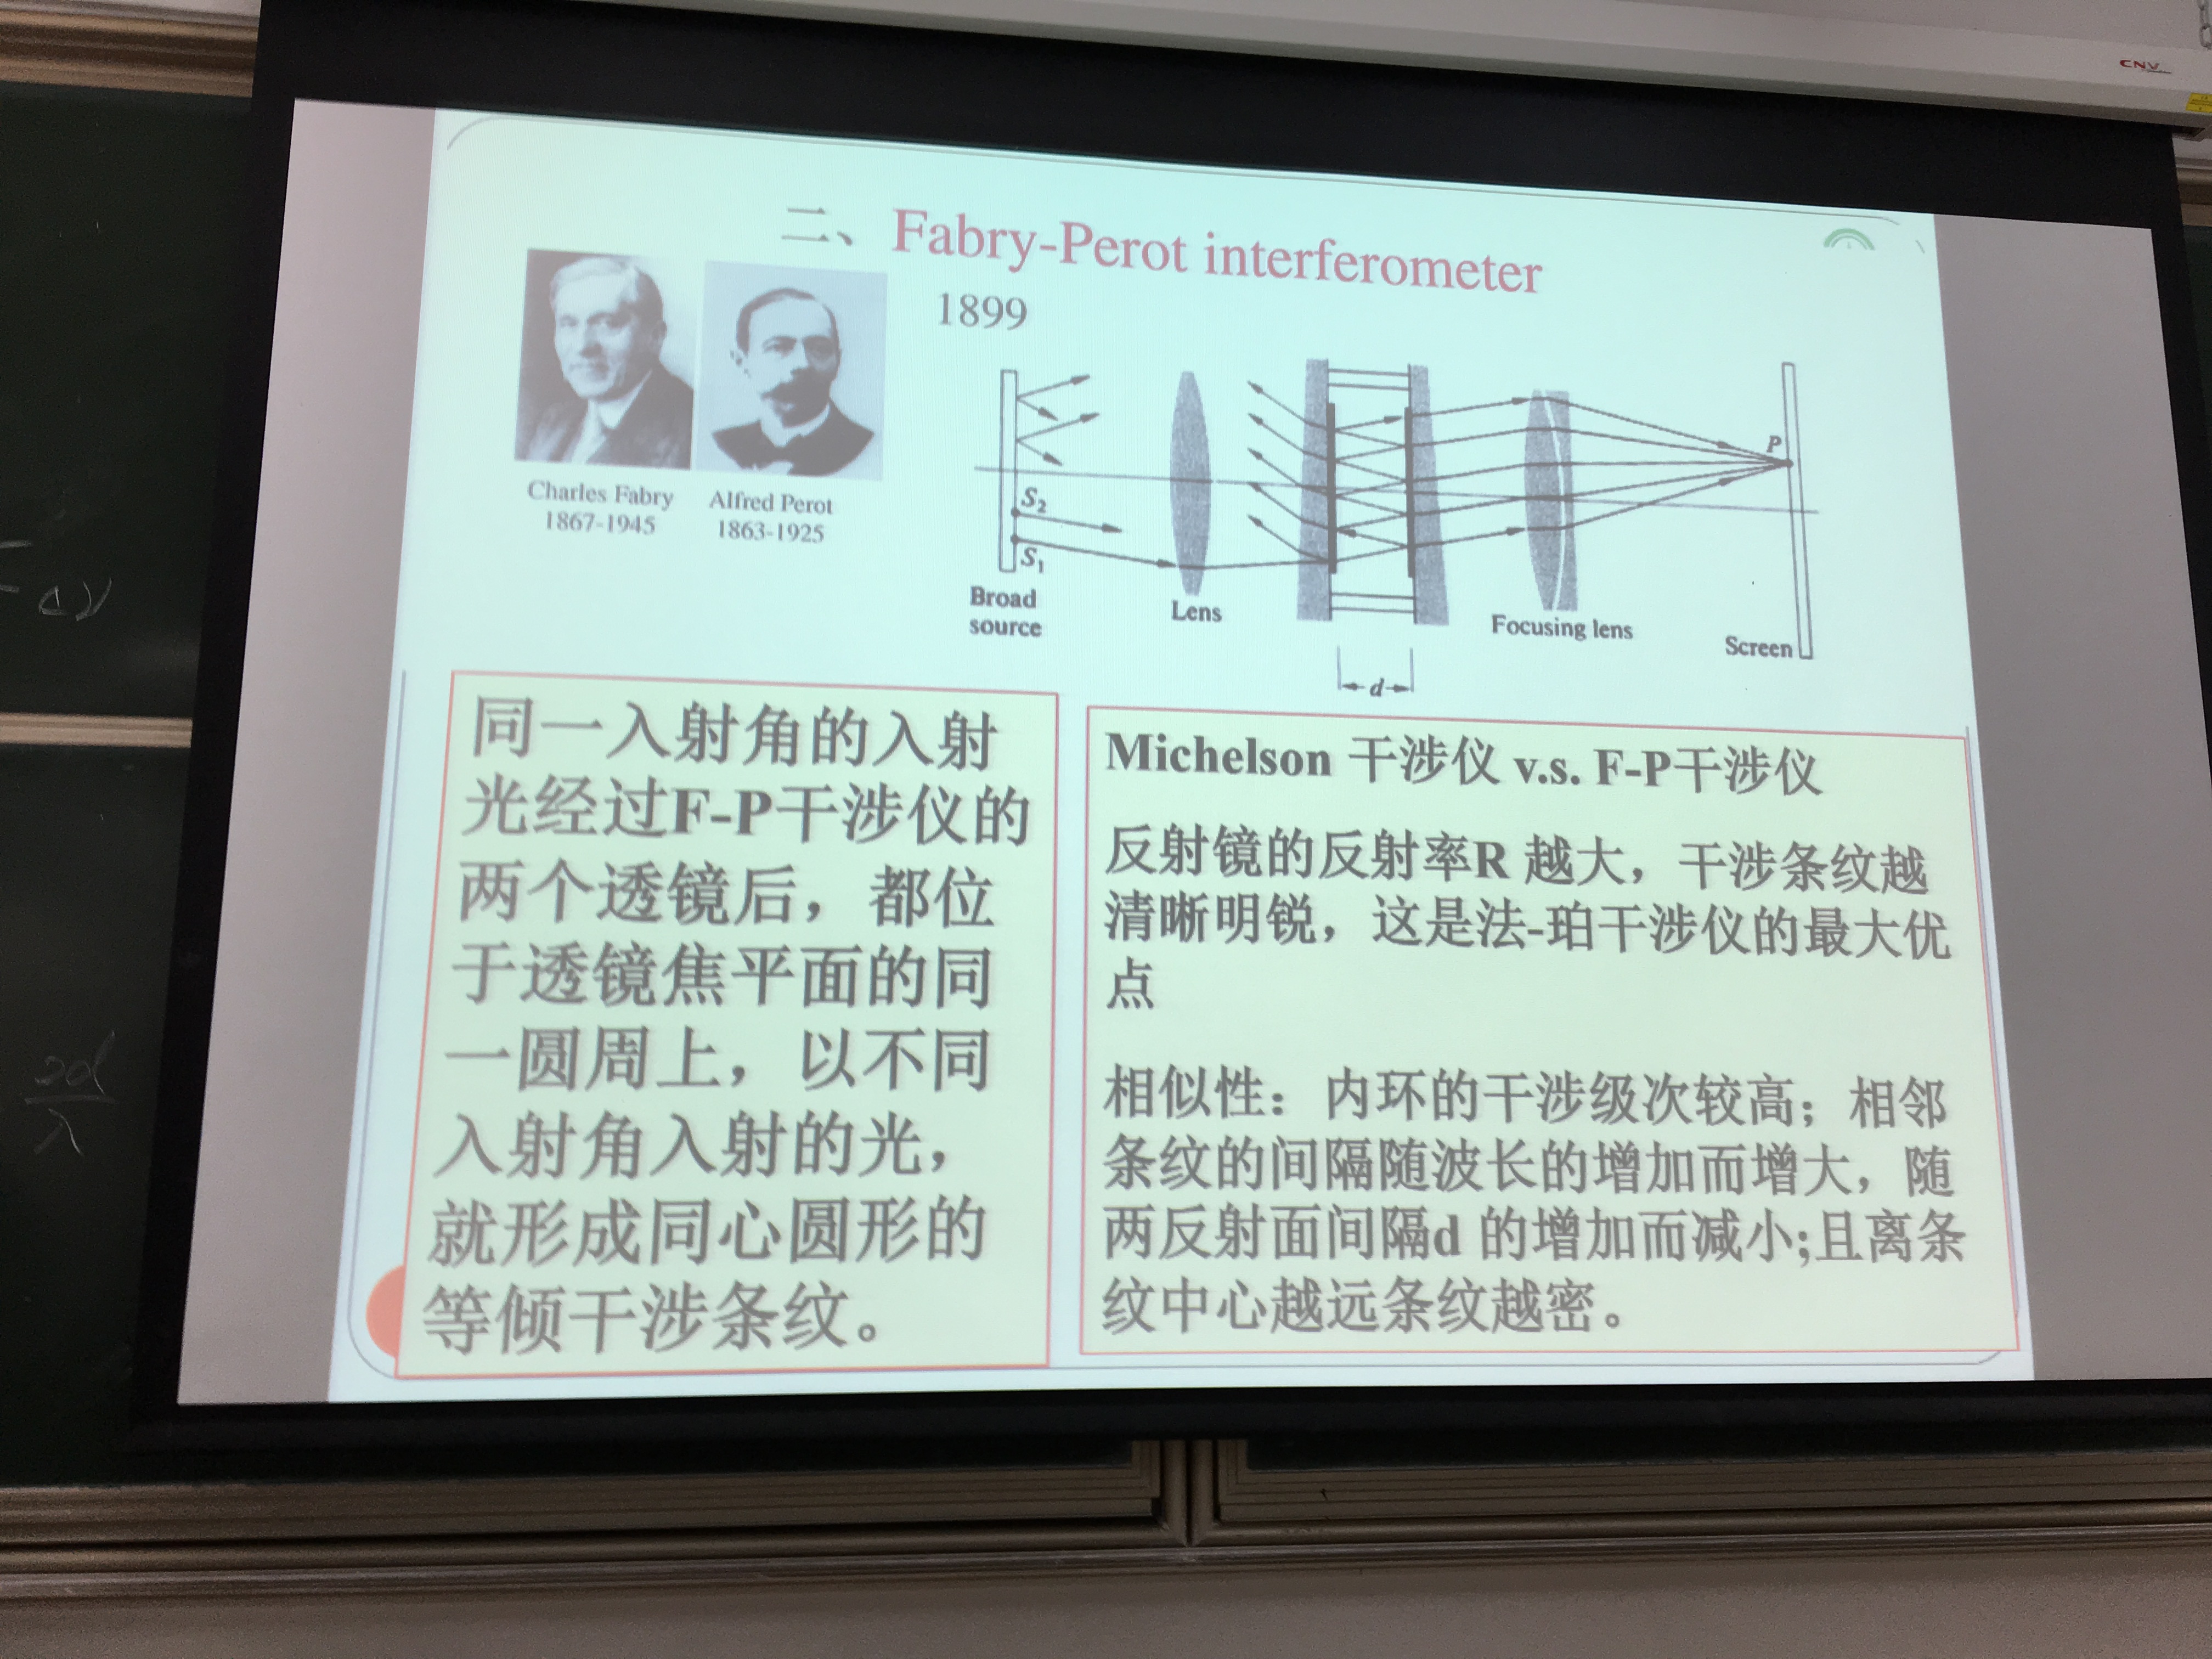 CNV
二、 Fabry-Perot interferometer
1899
Charles Fabry
1867-1945
Alfred Perot
1863-1925
S2
S1
P
Broad
source
Lens
Focusing lens
Screen
d
同一入射角的入射
光经过F-P干涉仪的
两个透镜后，都位
于透镜焦平面的同
一圆周上，以不同
入射角入射的光，
就形成同心圆形的
等倾干涉条纹。
Michelson 干涉仪 v.s. F-P干涉仪
反射镜的反射率R 越大，干涉条纹越
清晰明锐，这是法-珀干涉仪的最大优
点
相似性：内环的干涉级次较高；相邻
条纹的间隔随波长的增加而增大，随
两反射面间隔d 的增加而减小;且离条
纹中心越远条纹越密。
2d
λ